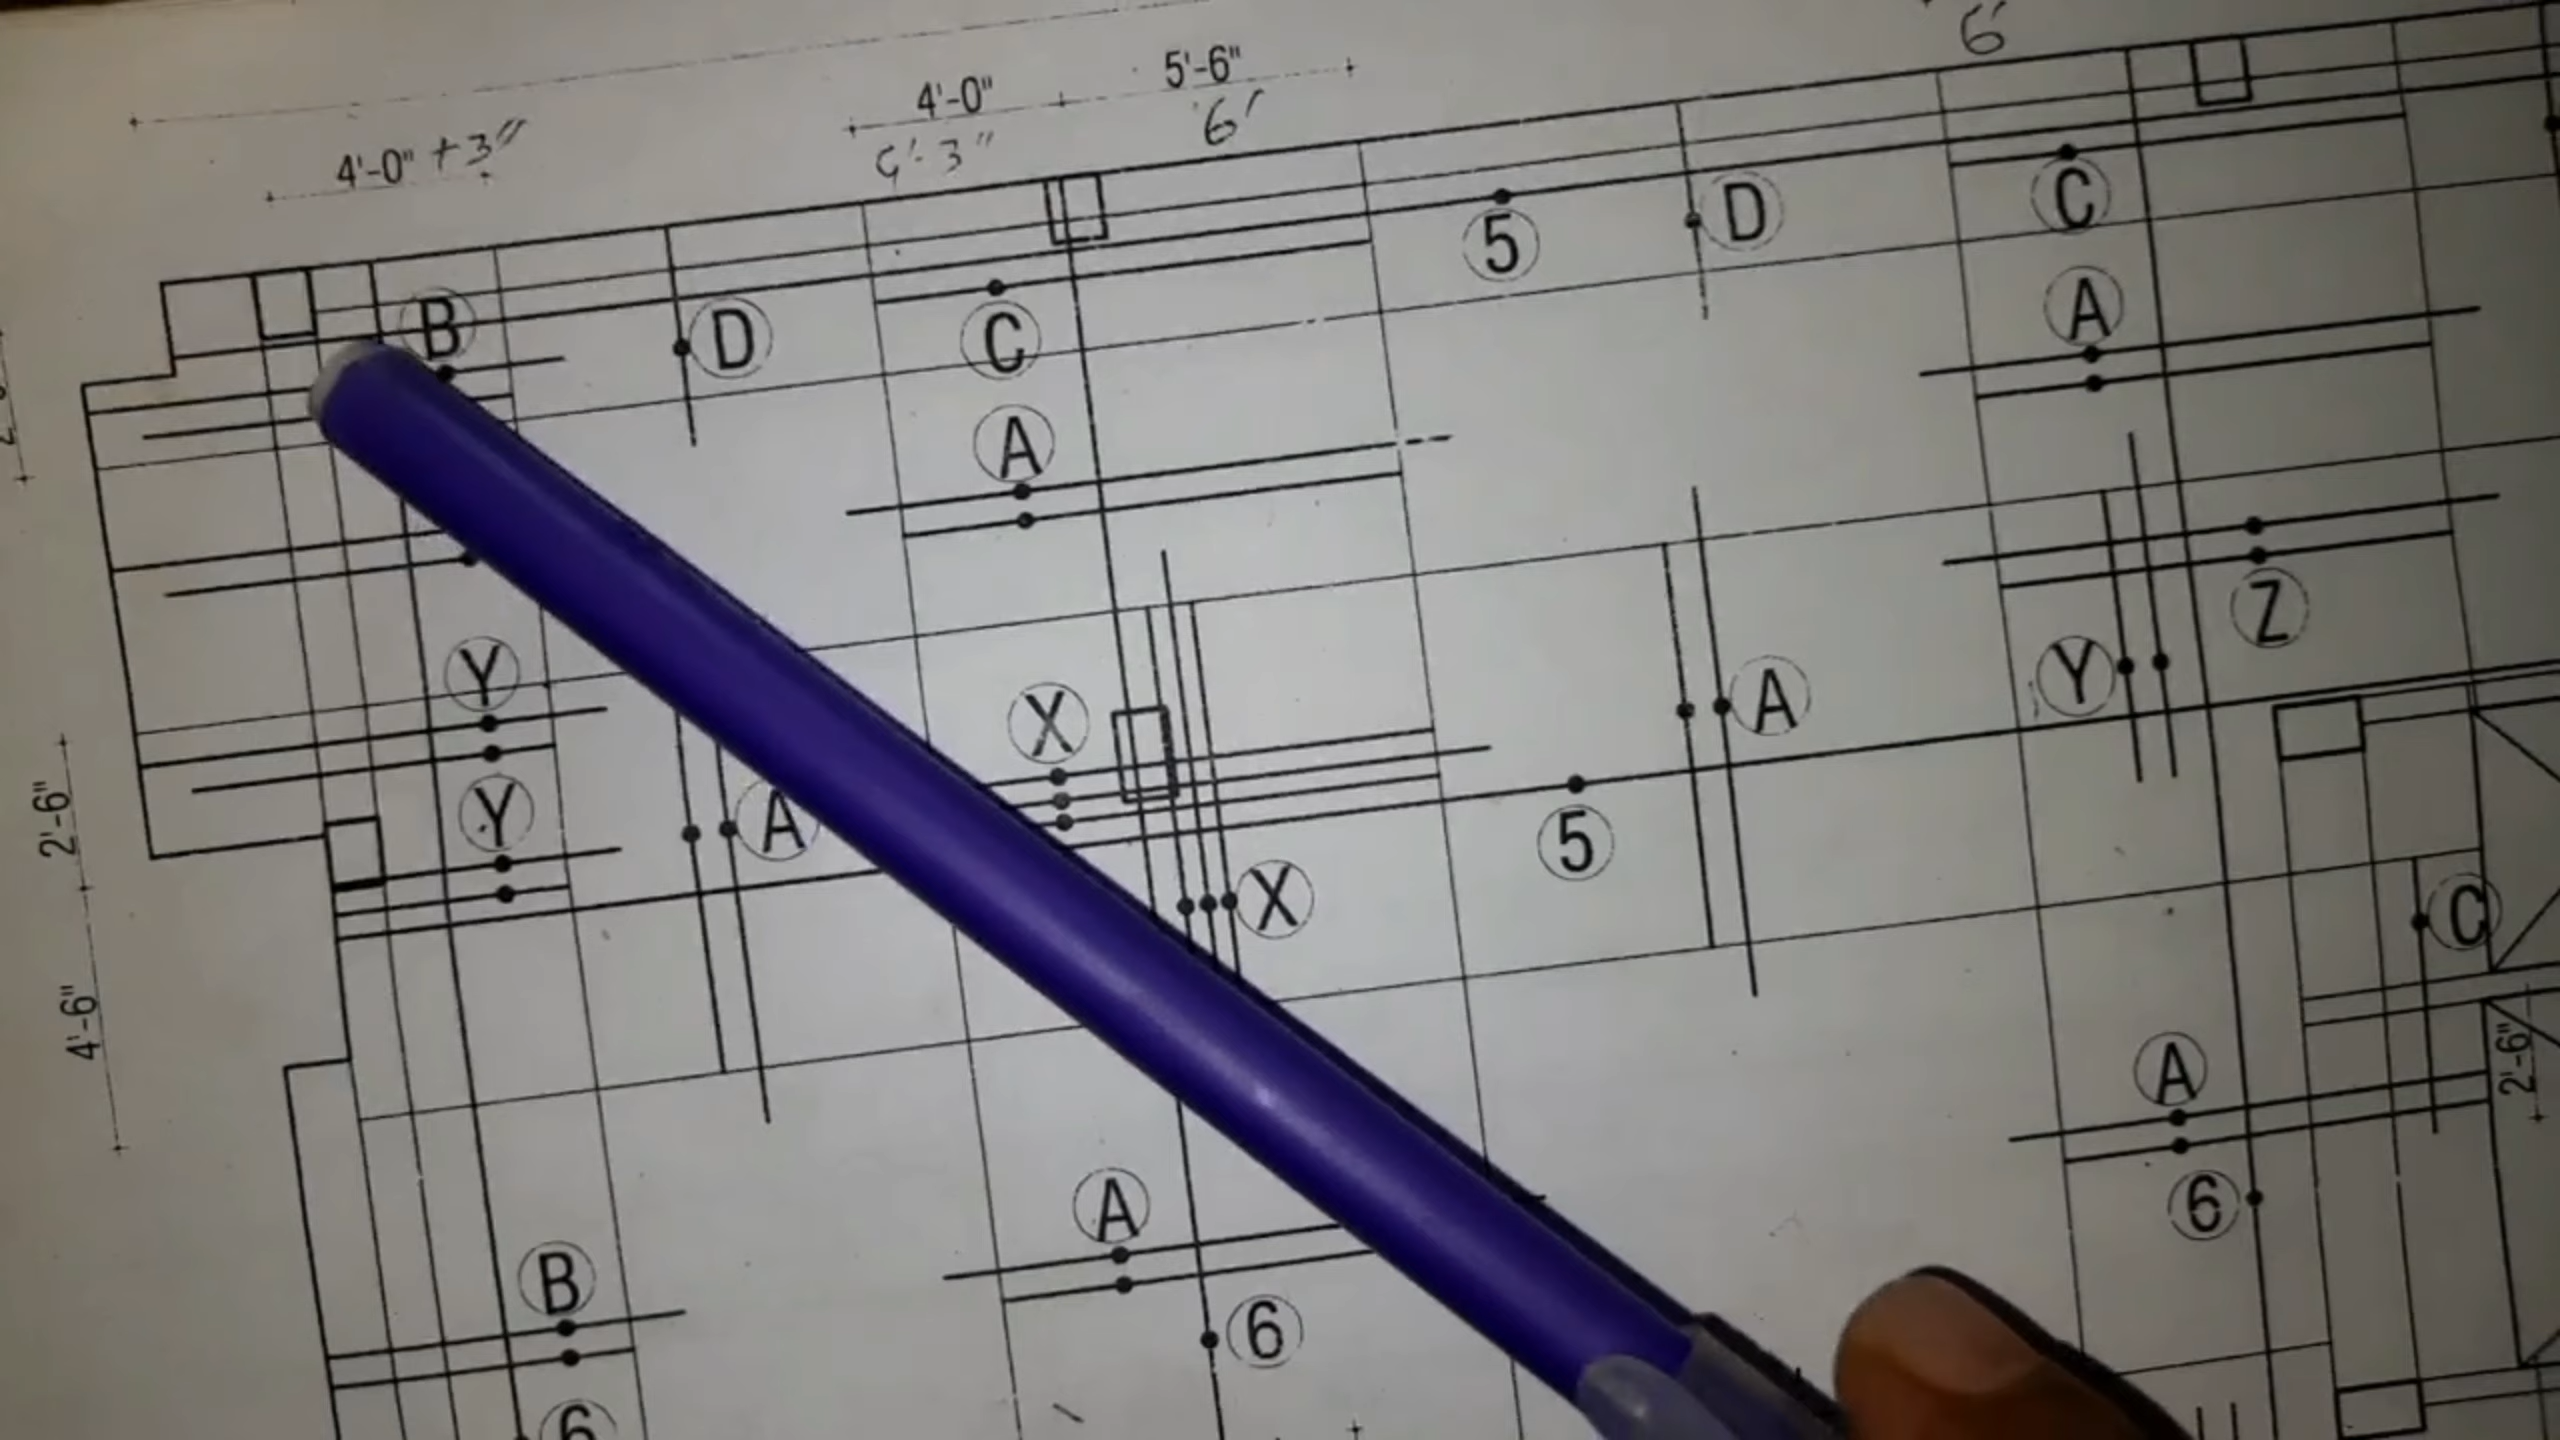 6'
4'-0" 5'-6"
4'-0" +3" 4'-3" 6'
B D C 5 D C
A A
Z
Y X A Y
Y A 5
X C
2'-6"
4'-6"
A 2'-6"
A 6
B 6
6